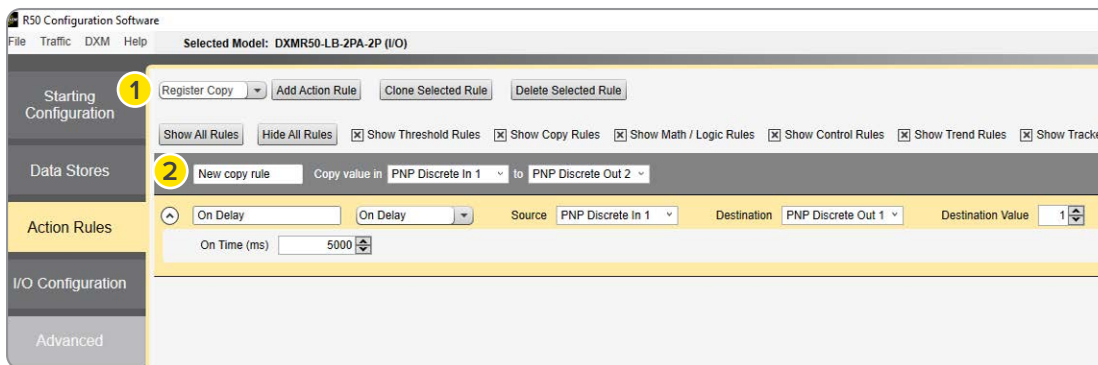 R50 Configuration Software
File Traffic DXM Help Selected Model: DXMR50-LB-2PA-2P (I/O)
Starting Configuration
1 Register Copy Add Action Rule Clone Selected Rule Delete Selected Rule
Show All Rules Hide All Rules Show Threshold Rules Show Copy Rules Show Math / Logic Rules Show Control Rules Show Trend Rules Show Tracke
Data Stores
2 New copy rule Copy value in PNP Discrete In 1 to PNP Discrete Out 2
Action Rules
On Delay On Delay Source PNP Discrete In 1 Destination PNP Discrete Out 1 Destination Value 1
On Time (ms) 5000
I/O Configuration
Advanced